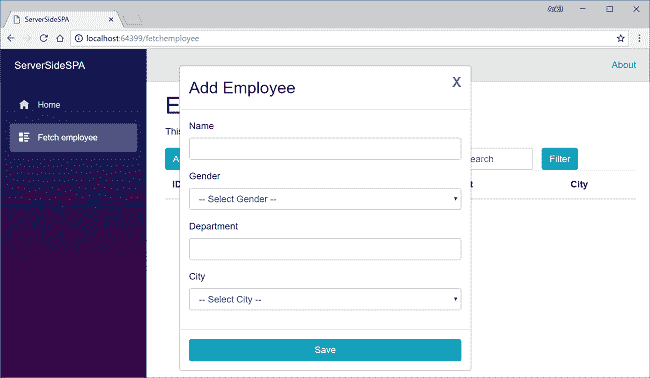 ServerSideSPA
localhost:64399/fetchemployee
ServerSideSPA
About
Home
Fetch employee
E
This
A
earch
Filter
ID
t
City
Add Employee
X
Name
Gender
-- Select Gender --
Department
City
-- Select City --
Save